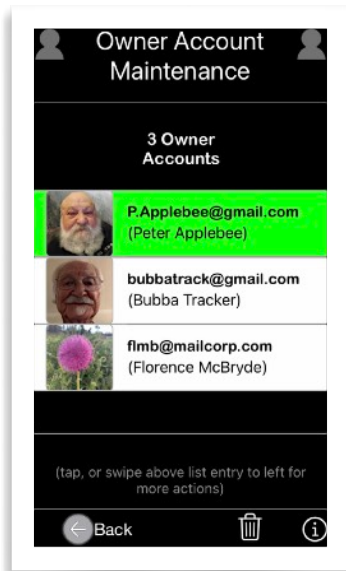 Owner Account
Maintenance
3 Owner
Accounts
P.Applebee@gmail.com
(Peter Applebee)
bubbatrack@gmail.com
(Bubba Tracker)
flmb@mailcorp.com
(Florence McBryde)
(tap, or swipe above list entry to left for
more actions)
Back